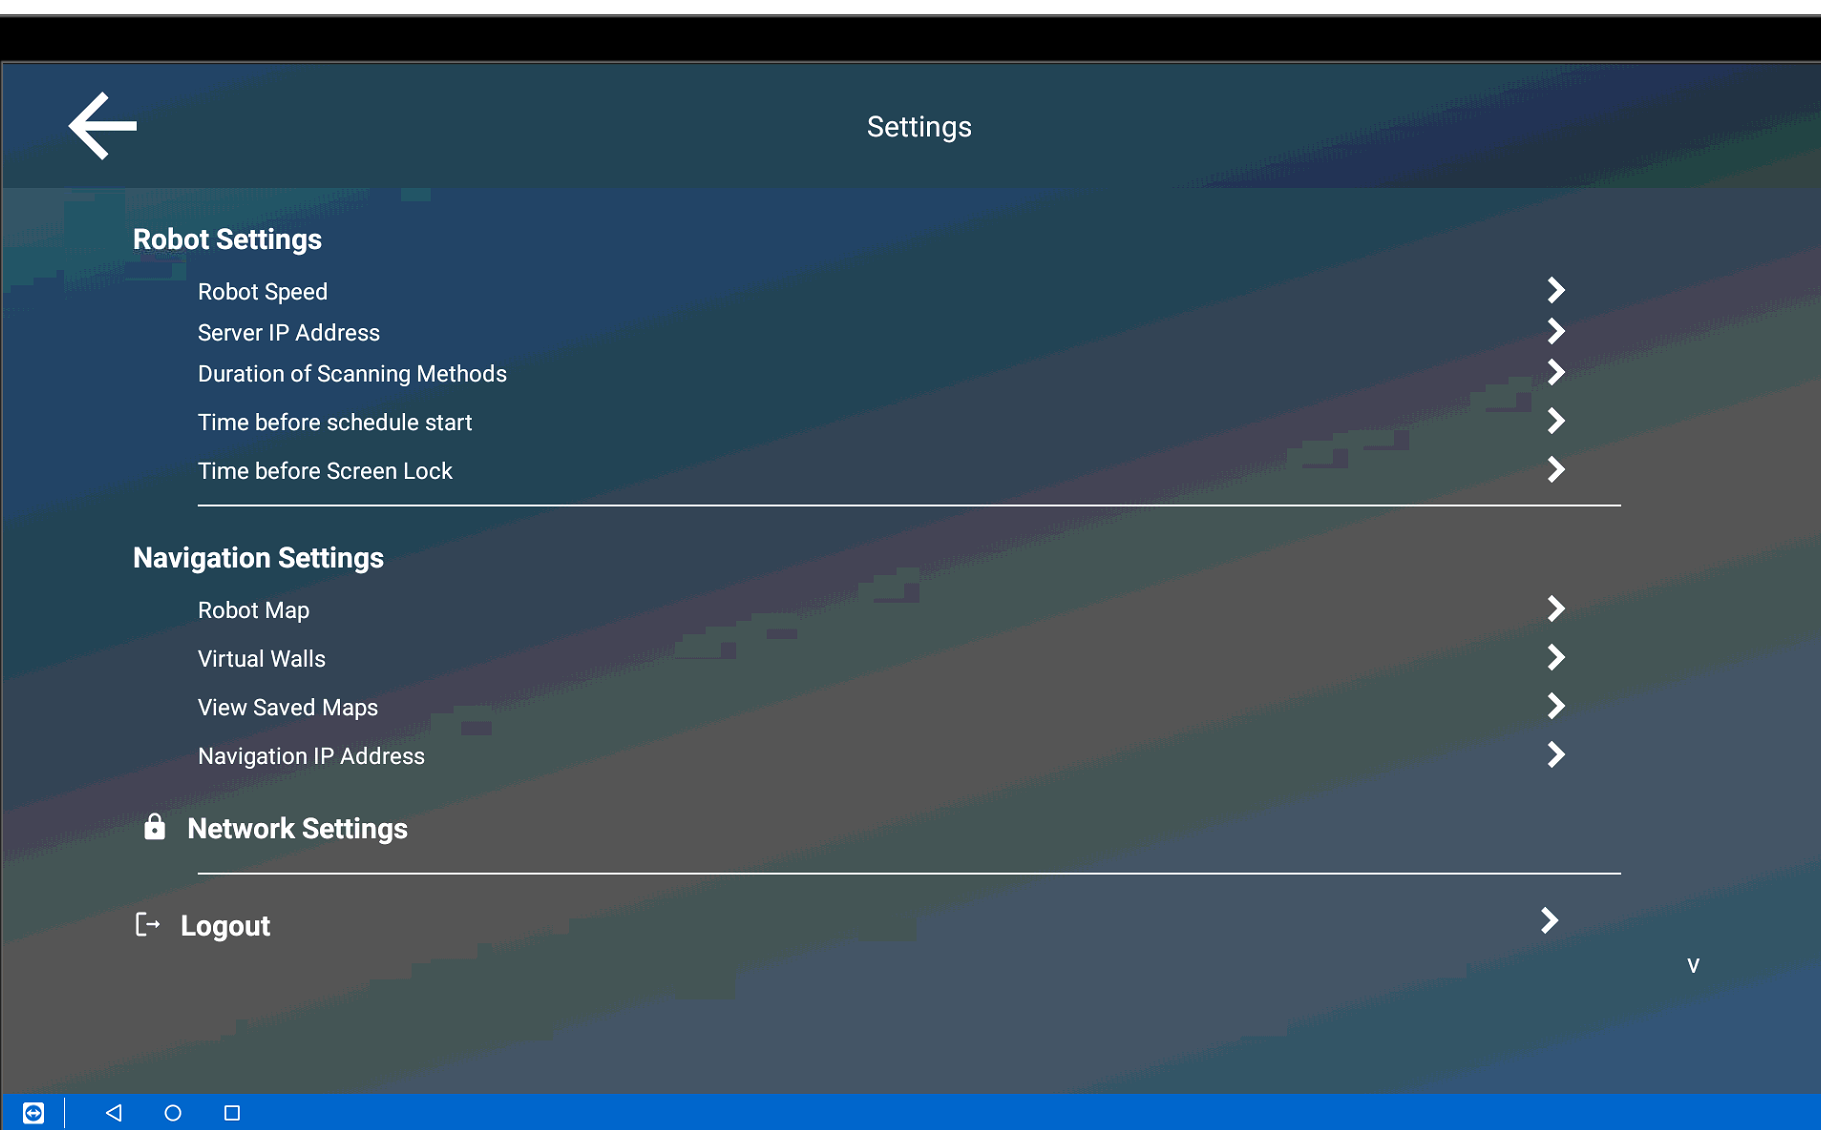 Settings
Robot Settings
Robot Speed
Server IP Address
Duration of Scanning Methods
Time before schedule start
Time before Screen Lock
Navigation Settings
Robot Map
Virtual Walls
View Saved Maps
Navigation IP Address
Network Settings
Logout
v